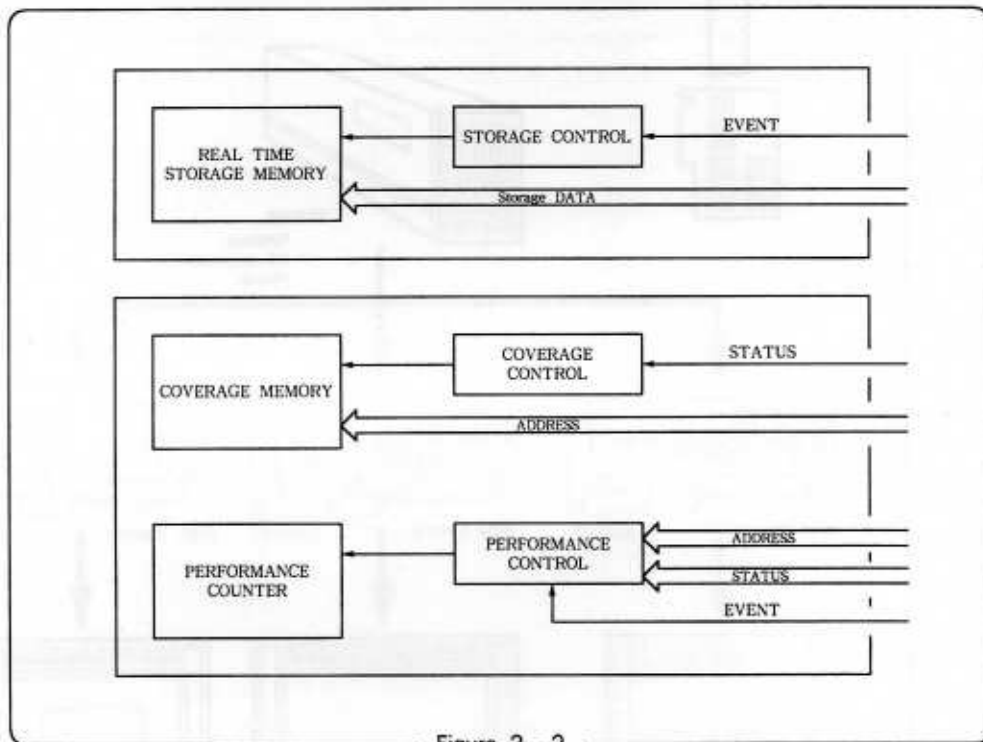 REAL TIME
STORAGE MEMORY
STORAGE CONTROL
EVENT
Storage DATA
COVERAGE MEMORY
COVERAGE
CONTROL
STATUS
ADDRESS
PERFORMANCE
COUNTER
PERFORMANCE
CONTROL
ADDRESS
STATUS
EVENT